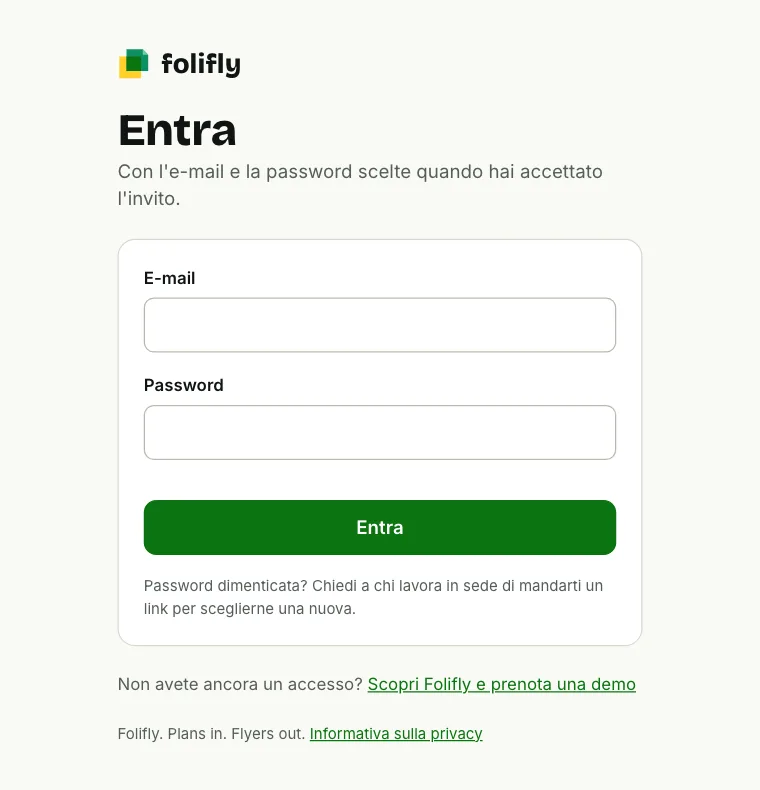 folifly
Entra
Con l'e-mail e la password scelte quando hai accettato
l'invito.
E-mail
Password
Entra
Password dimenticata? Chiedi a chi lavora in sede di mandarti un
link per sceglierne una nuova.
Non avete ancora un accesso? Scopri Folifly e prenota una demo
Folifly. Plans in. Flyers out. Informativa sulla privacy